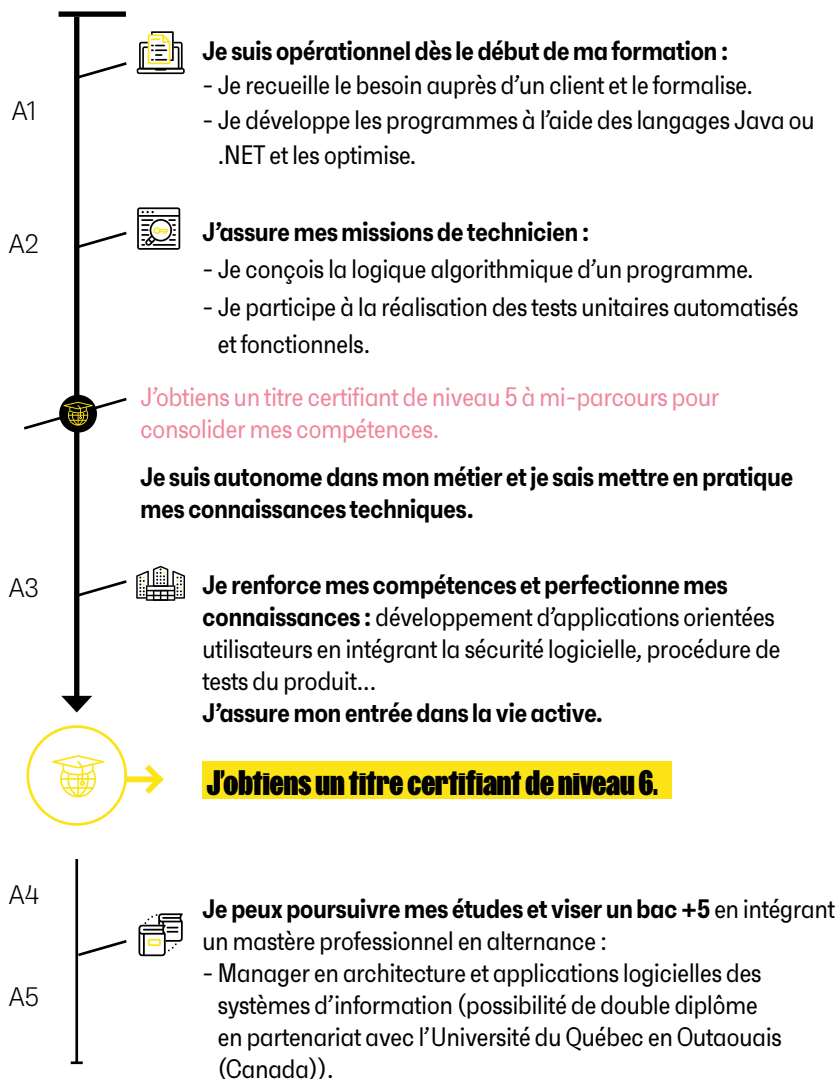 Je suis opérationnel dès le début de ma formation :
- Je recueille le besoin auprès d'un client et le formalise.
A1
- Je développe les programmes à l'aide des langages Java ou
.NET et les optimise.
A2
J'assure mes missions de technicien :
- Je conçois la logique algorithmique d'un programme.
- Je participe à la réalisation des tests unitaires automatisés
et fonctionnels.
J'obtiens un titre certifiant de niveau 5 à mi-parcours pour
consolider mes compétences.
Je suis autonome dans mon métier et je sais mettre en pratique
mes connaissances techniques.
A3
Je renforce mes compétences et perfectionne mes
connaissances : développement d'applications orientées
utilisateurs en intégrant la sécurité logicielle, procédure de
tests du produit...
J'assure mon entrée dans la vie active.
J'obtiens un titre certifiant de niveau 6.
A4
Je peux poursuivre mes études et viser un bac +5 en intégrant
un mastère professionnel en alternance :
- Manager en architecture et applications logicielles des
A5
systèmes d'information (possibilité de double diplôme
en partenariat avec l'Université du Québec en Outaouais
(Canada)).